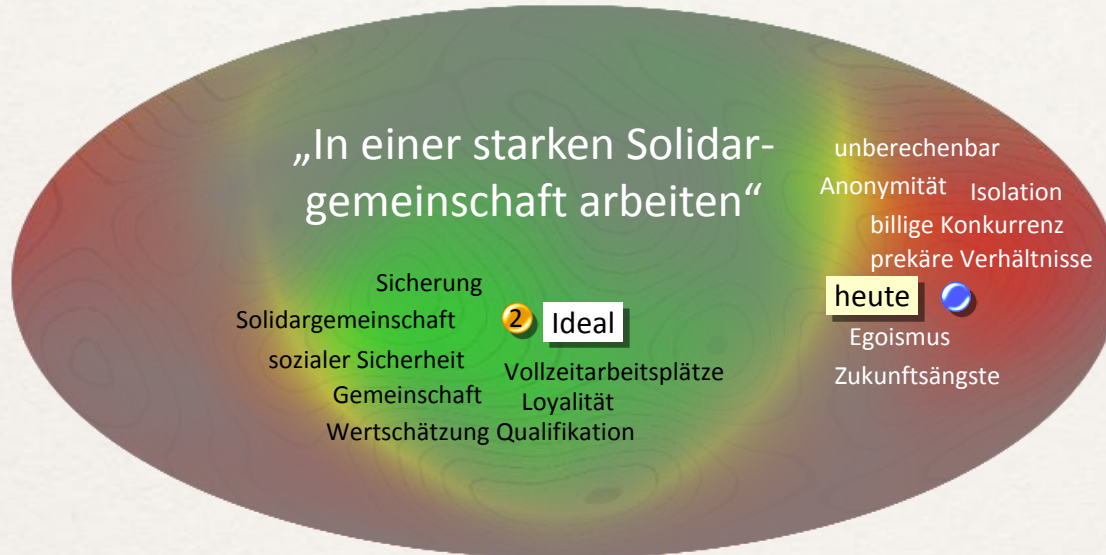 „In einer starken Solidar-
gemeinschaft arbeiten“
unberechenbar
Anonymität Isolation
billige Konkurrenz
prekäre Verhältnisse
heute
Egoismus
Zukunftsängste
Sicherung
Solidargemeinschaft
2 Ideal
sozialer Sicherheit
Vollzeitarbeitsplätze
Gemeinschaft Loyalität
Wertschätzung Qualifikation